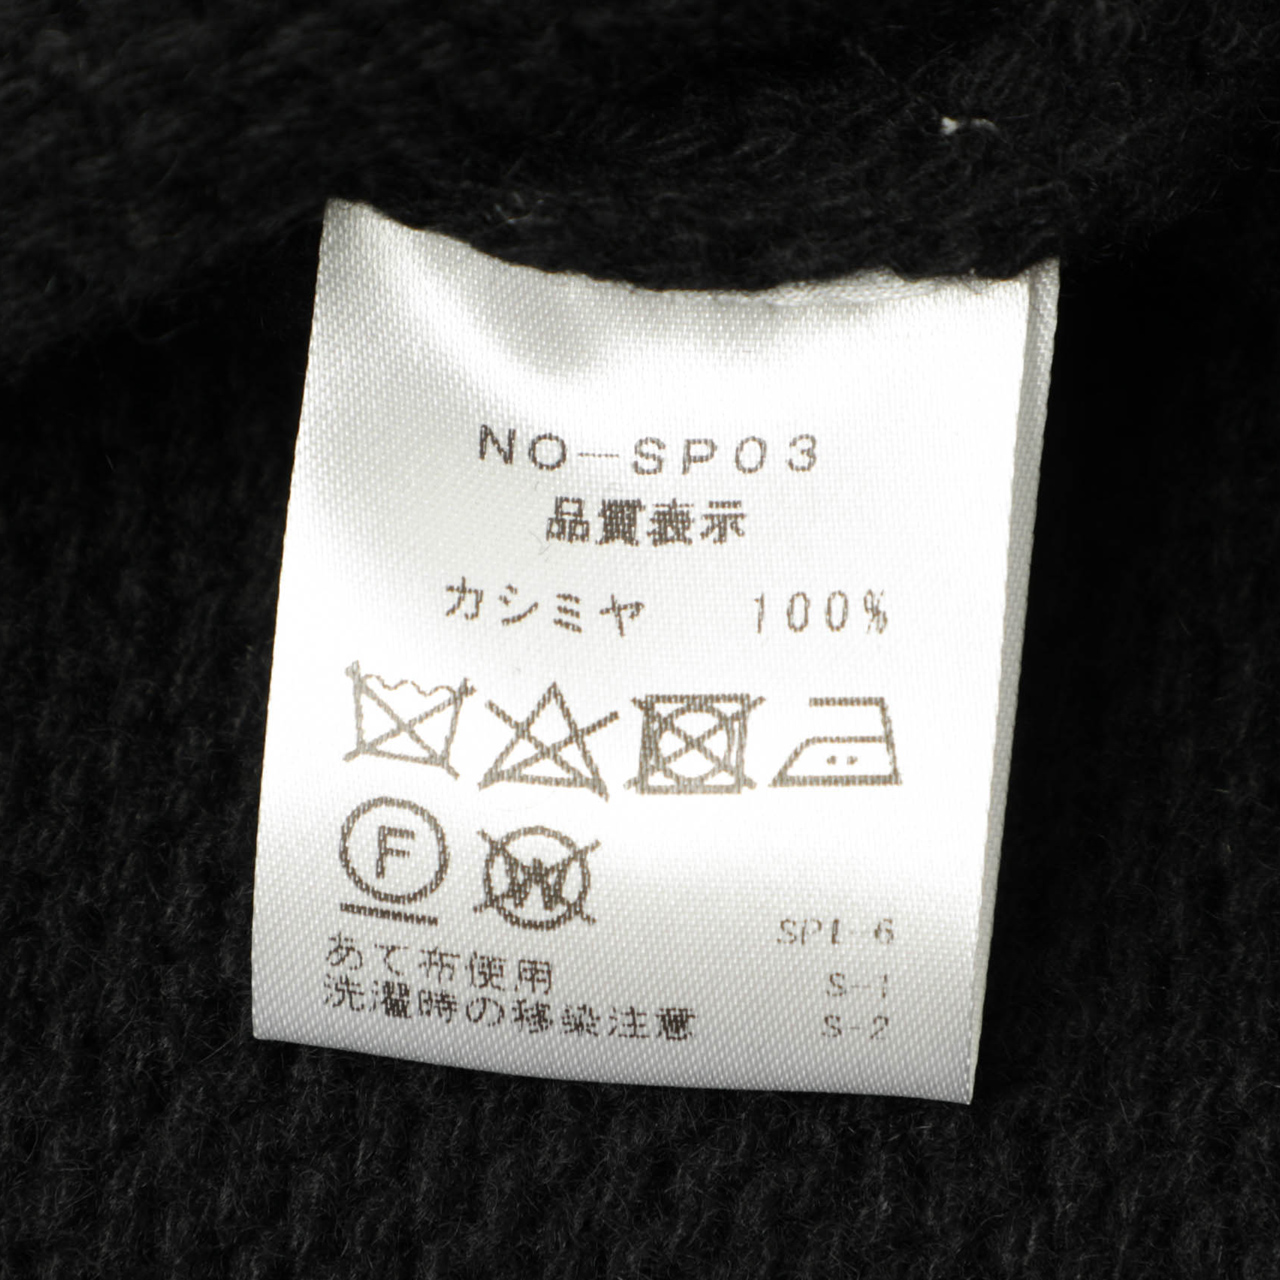 NO-SP03
品質表示
カシミヤ 100%
F
W
SP1-6
あて布使用
S-1
洗濯時の移染注意
S-2